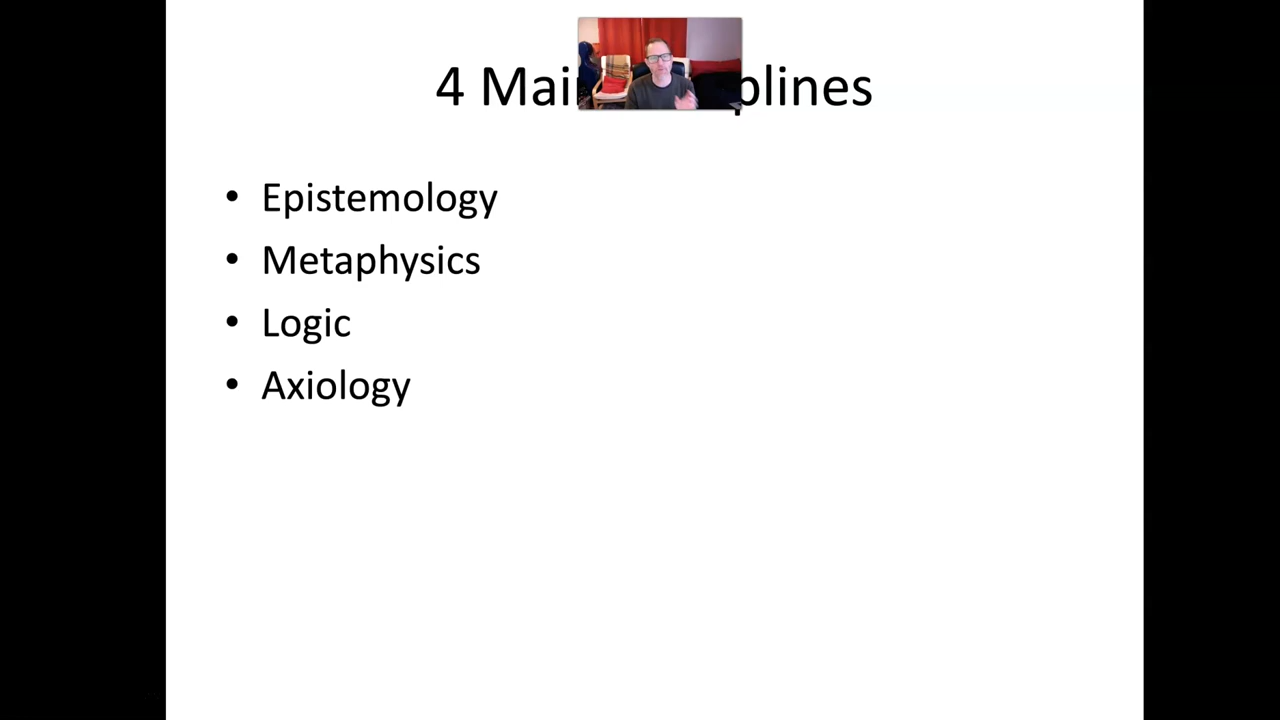 4 Mai plines
• Epistemology
• Metaphysics
• Logic
• Axiology